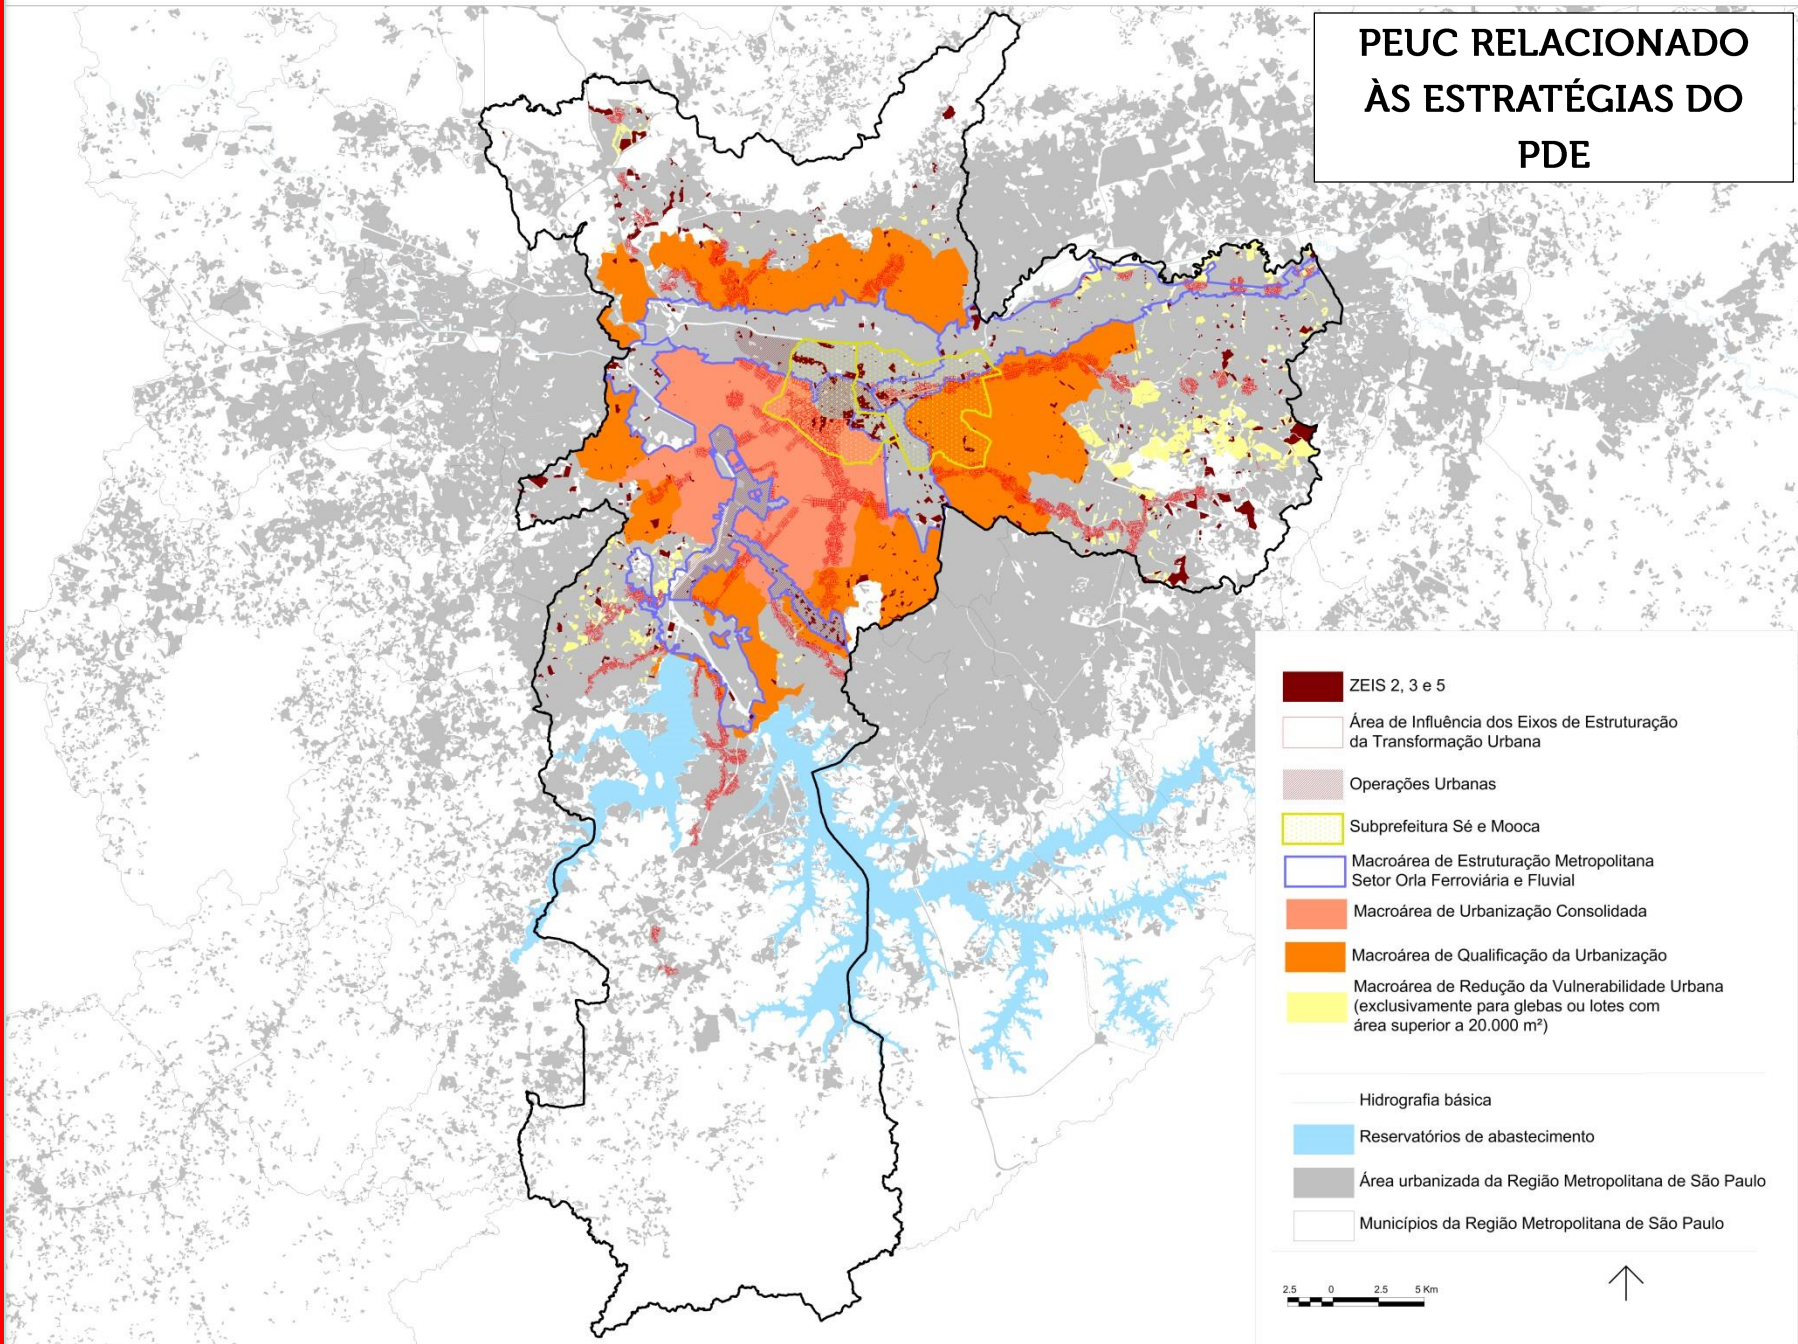 PEUC RELACIONADO
ÀS ESTRATÉGIAS DO
PDE
ZEIS 2, 3 e 5
Área de Influência dos Eixos de Estruturação
da Transformação Urbana
Operações Urbanas
Subprefeitura Sé e Mooca
Macroárea de Estruturação Metropolitana
Setor Orla Ferroviária e Fluvial
Macroárea de Urbanização Consolidada
Macroárea de Qualificação da Urbanização
Macroárea de Redução da Vulnerabilidade Urbana
(exclusivamente para glebas ou lotes com
área superior a 20.000 m²)
Hidrografia básica
Reservatórios de abastecimento
Área urbanizada da Região Metropolitana de São Paulo
Municípios da Região Metropolitana de São Paulo
2.5 0 2.5 5 Km